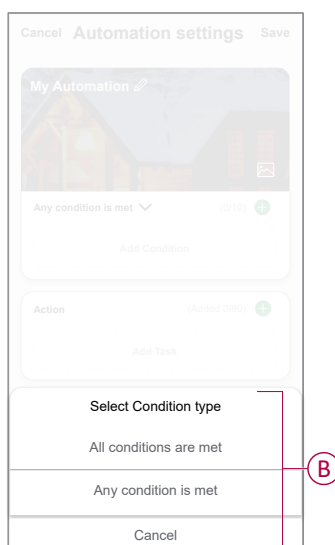 Cancel Automation settings Save
My Automation
Any condition is met (0/10)
Add Condition
Action (Added 0/90)
Add Task
Select Condition type
All conditions are met
B
Any condition is met
Cancel